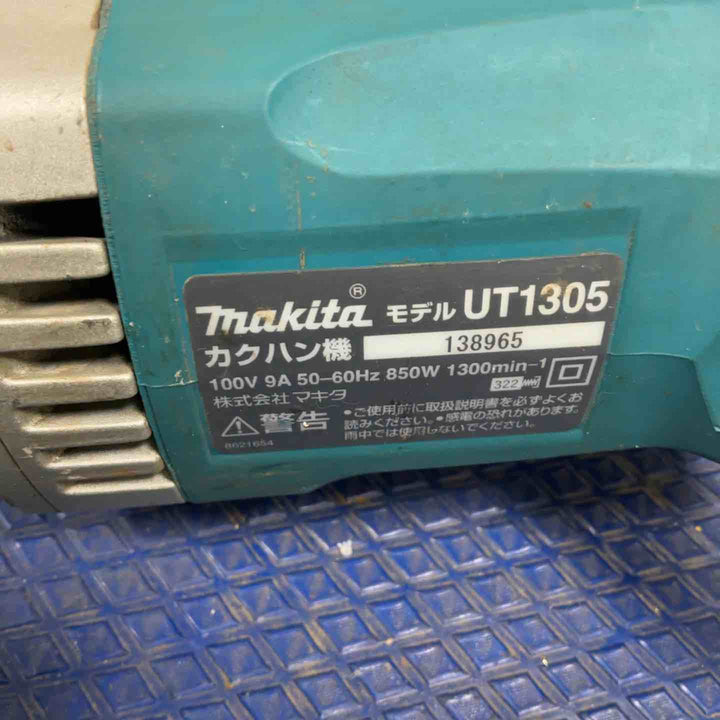 makita® モデル UT1305
カクハン機 138965
100V 9A 50-60Hz 850W 1300min-1
株式会社 マキタ 322
警告 •ご使用前に取扱説明書を必ずよくお
読みください。•感電の恐れがあります。
雨中では使用しないでください。
8621654